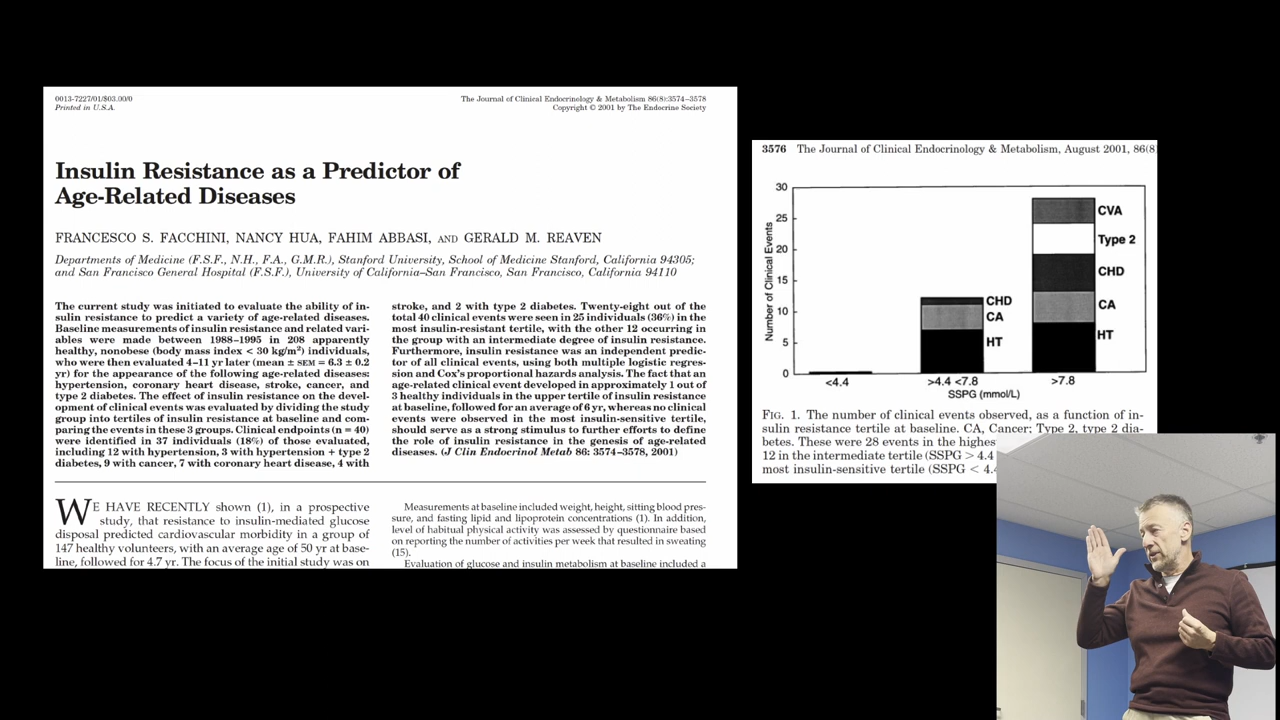 0013-7227/01/$03.00/0
Printed in U.S.A.
The Journal of Clinical Endocrinology & Metabolism 86(8):3574–3578
Copyright © 2001 by The Endocrine Society
Insulin Resistance as a Predictor of
Age-Related Diseases
FRANCESCO S. FACCHINI, NANCY HUA, FAHIM ABBASI, AND GERALD M. REAVEN
Departments of Medicine (F.S.F., N.H., F.A., G.M.R.), Stanford University, School of Medicine Stanford, California 94305;
and San Francisco General Hospital (F.S.F.), University of California–San Francisco, San Francisco, California 94110
The current study was initiated to evaluate the ability of in-
sulin resistance to predict a variety of age-related diseases.
Baseline measurements of insulin resistance and related vari-
ables were made between 1988–1995 in 208 apparently
healthy, nonobese (body mass index < 30 kg/m²) individuals,
who were then evaluated 4–11 yr later (mean ± SEM = 6.3 ± 0.2
yr) for the appearance of the following age-related diseases:
hypertension, coronary heart disease, stroke, cancer, and
type 2 diabetes. The effect of insulin resistance on the devel-
opment of clinical events was evaluated by dividing the study
group into tertiles of insulin resistance at baseline and com-
paring the events in these 3 groups. Clinical endpoints (n = 40)
were identified in 37 individuals (18%) of those evaluated,
including 12 with hypertension, 3 with hypertension + type 2
diabetes, 9 with cancer, 7 with coronary heart disease, 4 with
stroke, and 2 with type 2 diabetes. Twenty-eight out of the
total 40 clinical events were seen in 25 individuals (36%) in the
most insulin-resistant tertile, with the other 12 occurring in
the group with an intermediate degree of insulin resistance.
Furthermore, insulin resistance was an independent predic-
tor of all clinical events, using both multiple logistic regres-
sion and Cox's proportional hazards analysis. The fact that an
age-related clinical event developed in approximately 1 out of
3 healthy individuals in the upper tertile of insulin resistance
at baseline, followed for an average of 6 yr, whereas no clinical
events were observed in the most insulin-sensitive tertile,
should serve as a strong stimulus to further efforts to define
the role of insulin resistance in the genesis of age-related
diseases. (J Clin Endocrinol Metab 86: 3574–3578, 2001)
WE HAVE RECENTLY shown (1), in a prospective
study, that resistance to insulin-mediated glucose
disposal predicted cardiovascular morbidity in a group of
147 healthy volunteers, with an average age of 50 yr at base-
line, followed for 4.7 yr. The focus of the initial study was on
Measurements at baseline included weight, height, sitting blood pres-
sure, and fasting lipid and lipoprotein concentrations (1). In addition,
level of habitual physical activity was assessed by questionnaire based
on reporting the number of activities per week that resulted in sweating
(15).
Evaluation of glucose and insulin metabolism at baseline included a
3576 The Journal of Clinical Endocrinology & Metabolism, August 2001, 86(8
Number of Clinical Events
30
25
20
15
10
5
0
CHD
CA
HT
CVA
Type 2
CHD
CA
HT
<4.4
>4.4 <7.8
>7.8
SSPG (mmol/L)
FIG. 1. The number of clinical events observed, as a function of in-
sulin resistance tertile at baseline. CA, Cancer; Type 2, type 2 dia-
betes. These were 28 events in the highes
12 in the intermediate tertile (SSPG > 4.4
most insulin-sensitive tertile (SSPG < 4.4